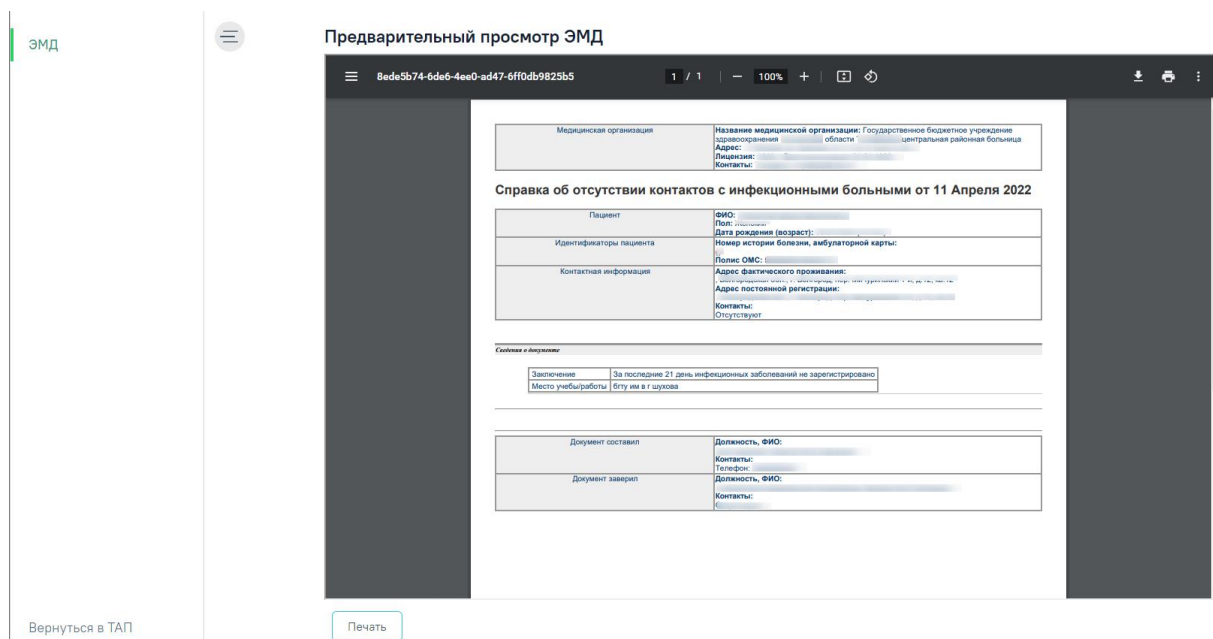 ЭМД
Предварительный просмотр ЭМД
8ede5b74-6de6-4ee0-ad47-6ff0db9825b5
1 / 1
100%
Медицинская организация
Название медицинской организации: Государственное бюджетное учреждение
здравоохранения области центральная районная больница
Адрес:
Лицензия:
Контакты:
Справка об отсутствии контактов с инфекционными больными от 11 Апреля 2022
Пациент
ФИО:
Пол:
Дата рождения (возраст):
Идентификаторы пациента
Номер истории болезни, амбулаторной карты:
Полис ОМС:
Контактная информация
Адрес фактического проживания:
Адрес постоянной регистрации:
Контакты:
Отсутствуют
Сведения о документе
Заключение За последние 21 день инфекционных заболеваний не зарегистрировано
Место учебы/работы бгту им в г шухова
Документ составил
Должность, ФИО:
Контакты:
Телефон:
Документ заверил
Должность, ФИО:
Контакты:
Вернуться в ТАП
Печать